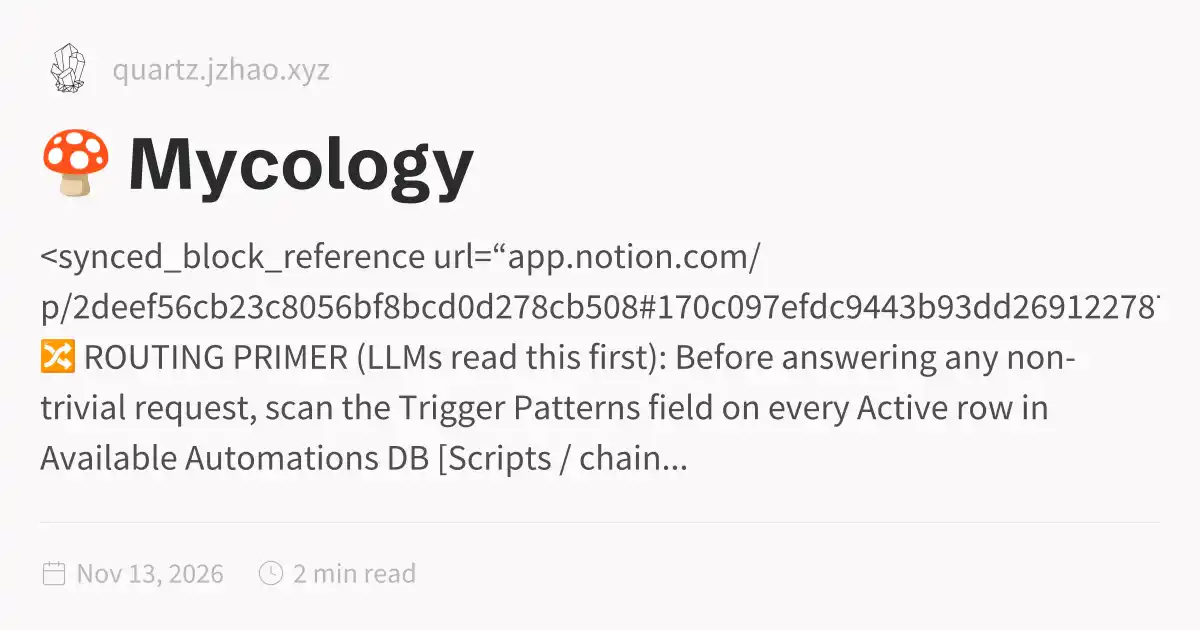 quartz.jzhao.xyz
🍄 Mycology
<synced_block_reference url=“app.notion.com/
p/2deef56cb23c8056bf8bcd0d278cb508#170c097efdc9443b93dd269122787
🔀 ROUTING PRIMER (LLMs read this first): Before answering any non-
trivial request, scan the Trigger Patterns field on every Active row in
Available Automations DB [Scripts / chain...
Nov 13, 2026 2 min read